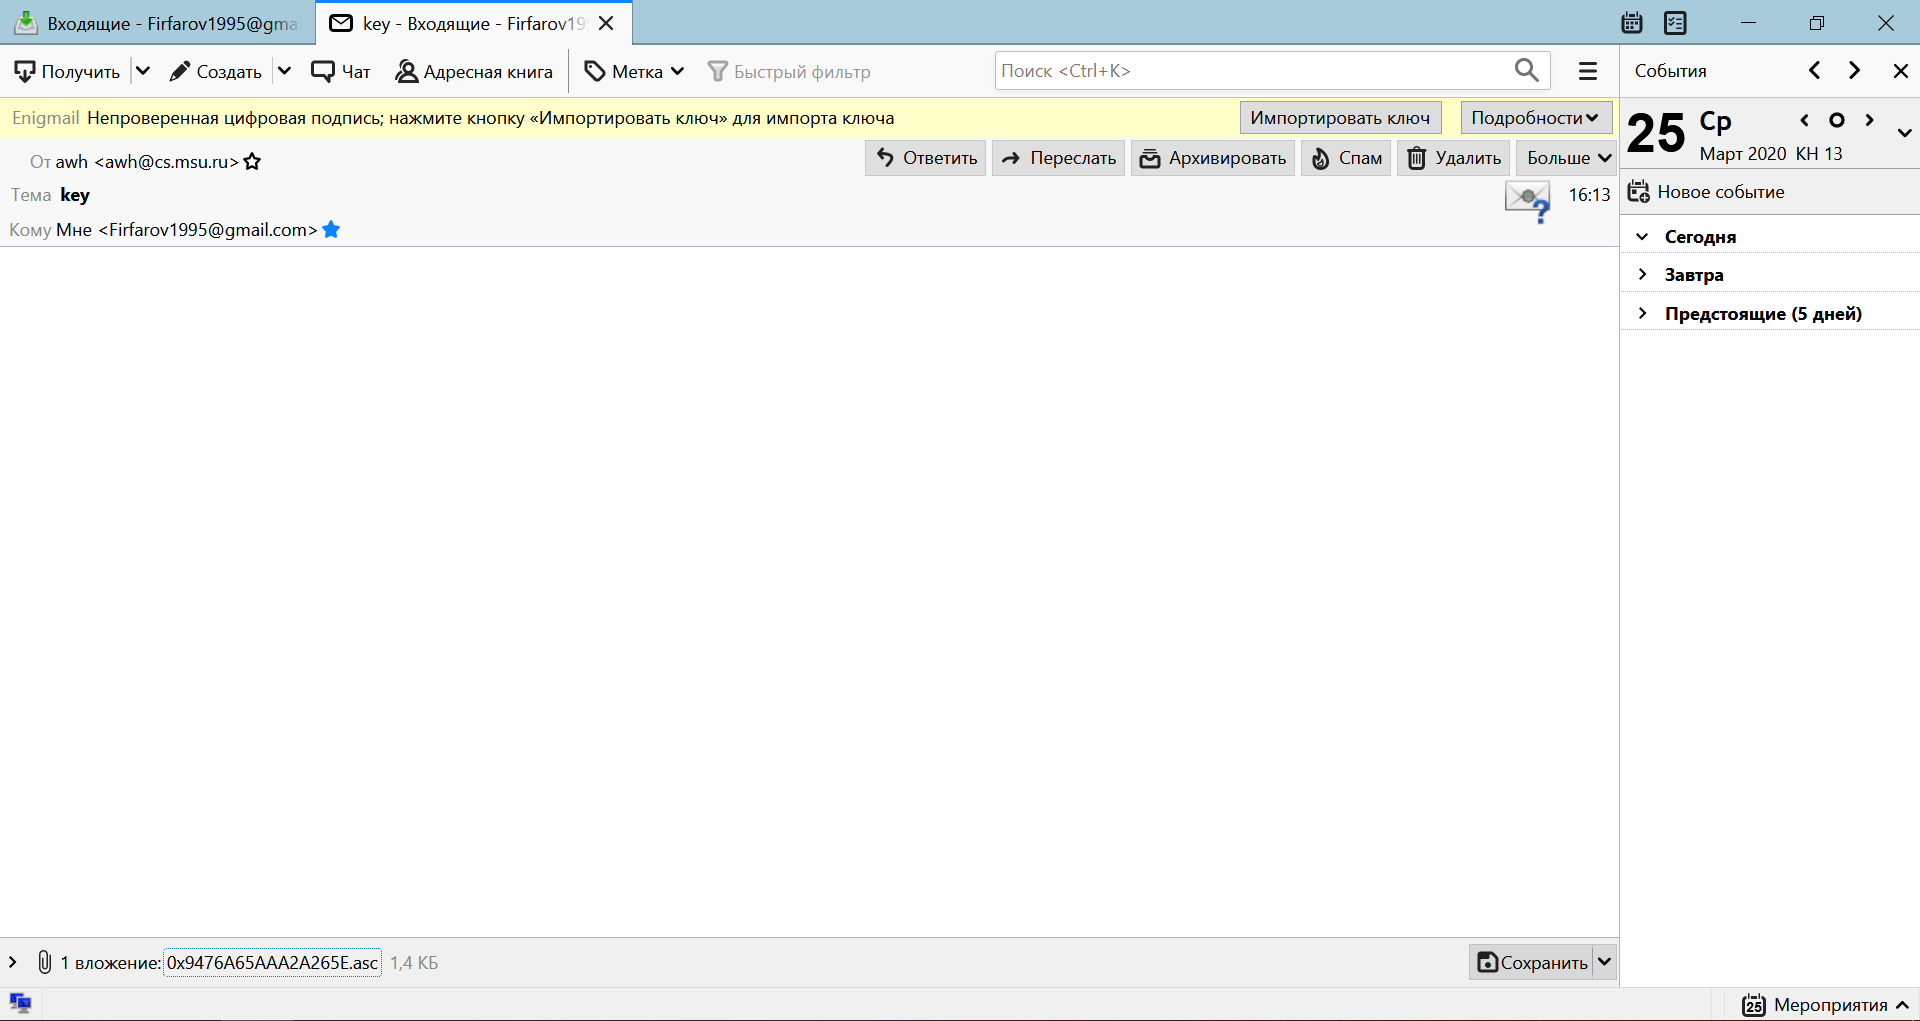 Входящие - Firfarov1995@gma
key - Входящие - Firfarov19
Получить
Создать
Чат
Адресная книга
Метка
Быстрый фильтр
Поиск <Ctrl+K>
События
Enigmail Непроверенная цифровая подпись; нажмите кнопку «Импортировать ключ» для импорта ключа
Импортировать ключ
Подробности
25
Ср
Март 2020 КН 13
От awh <awh@cs.msu.ru>
Ответить
Переслать
Архивировать
Спам
Удалить
Больше
Тема key
16:13
Новое событие
Кому Мне <Firfarov1995@gmail.com>
Сегодня
Завтра
Предстоящие (5 дней)
1 вложение: 0x9476A65AAA2A265E.asc 1,4 КБ
Сохранить
25 Мероприятия